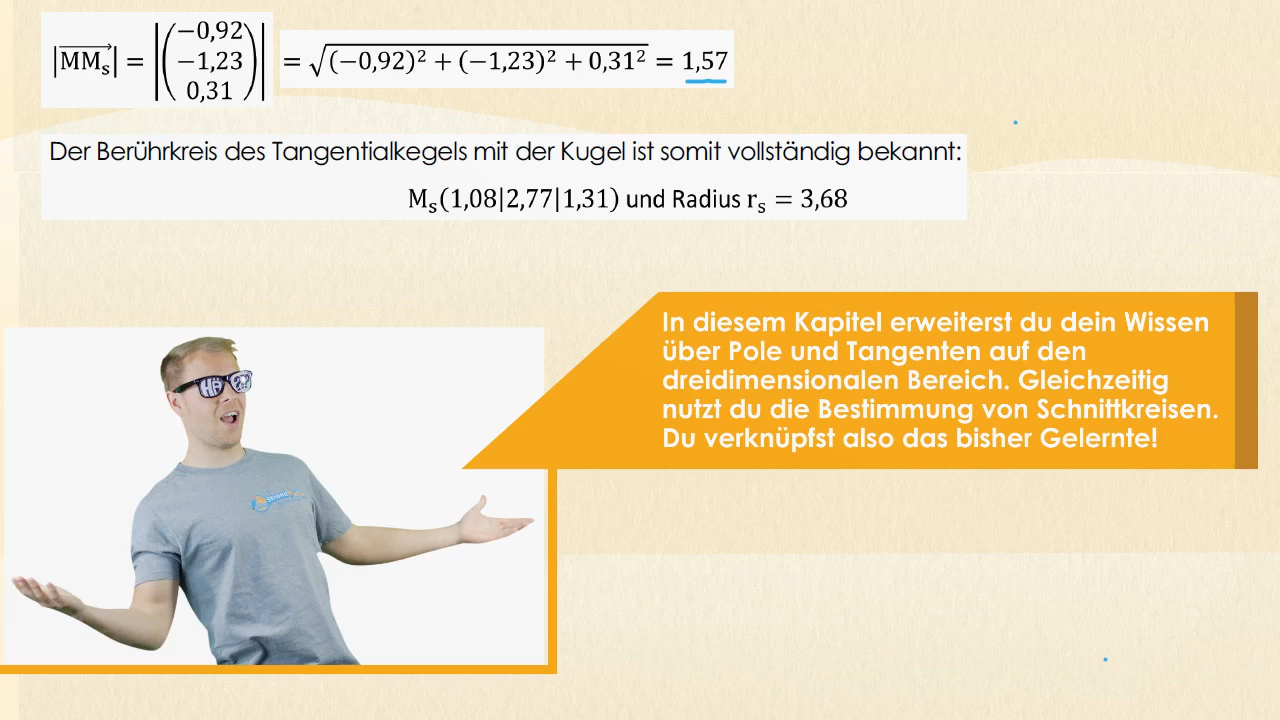 |MMₛ| = |(−0,92 −1,23 0,31)| = √(−0,92)² + (−1,23)² + 0,31² = 1,57
Der Berührkreis des Tangentialkegels mit der Kugel ist somit vollständig bekannt:
Mₛ(1,08|2,77|1,31) und Radius rₛ = 3,68
In diesem Kapitel erweiterst du dein Wissen
über Pole und Tangenten auf den
dreidimensionalen Bereich. Gleichzeitig
nutzt du die Bestimmung von Schnittkreisen.
Du verknüpfst also das bisher Gelernte!